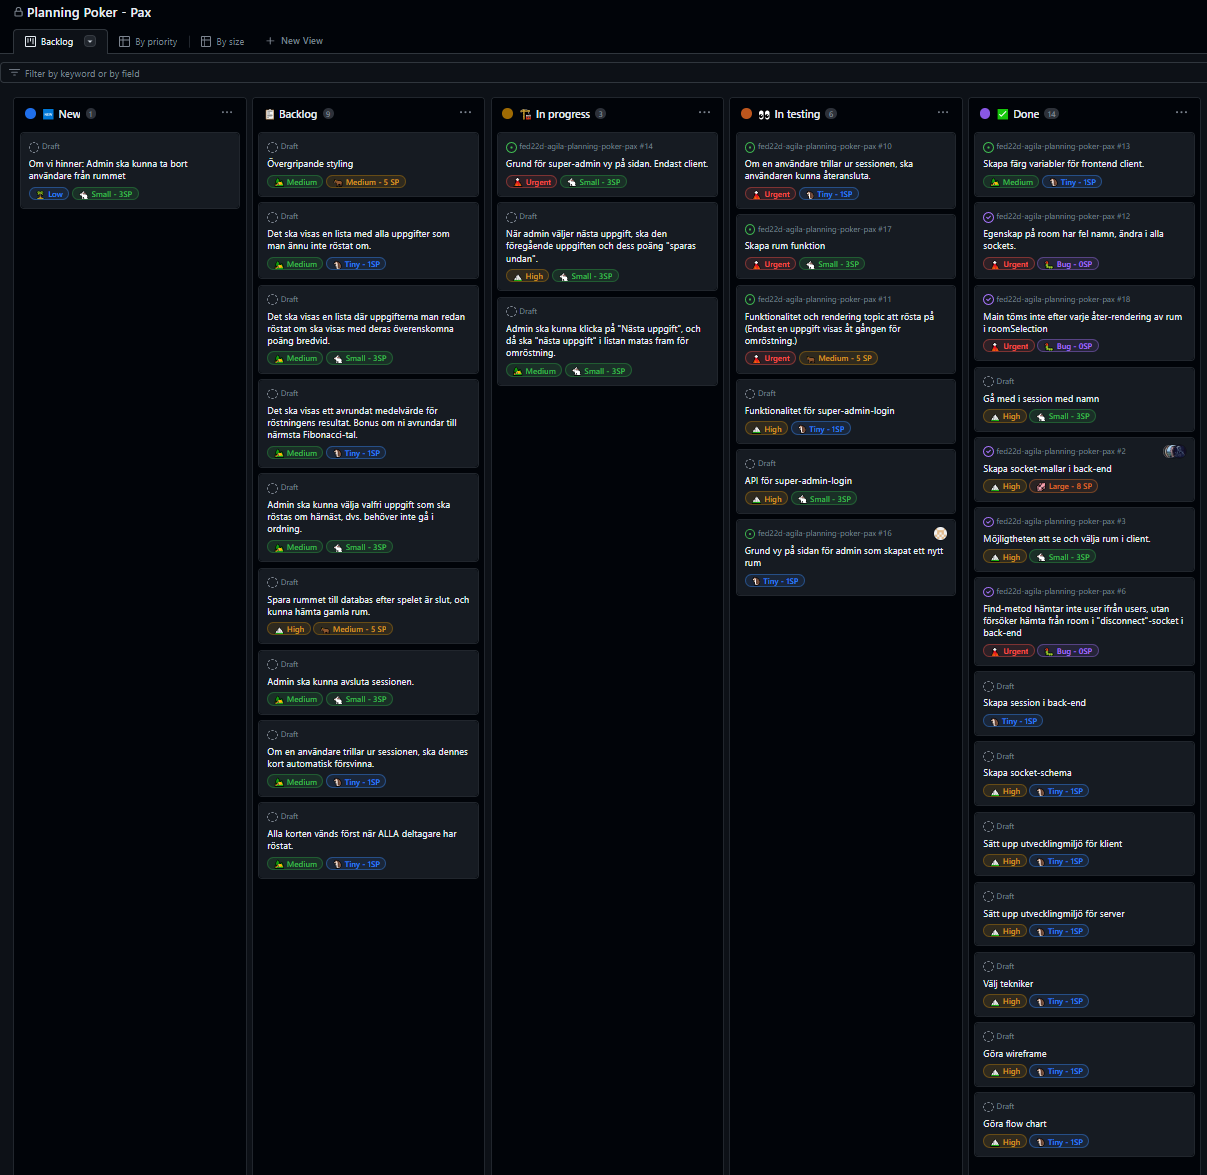 Planning Poker - Pax
Backlog
By priority
By size
New View
Filter by keyword or by field
NEW New 1
Draft
Om vi hinner: Admin ska kunna ta bort
användare från rummet
Low Small - 3SP
Backlog 9
Draft
Övergripande styling
Medium Medium - 5 SP
Draft
Det ska visas en lista med alla uppgifter som
man ännu inte röstat om.
Medium Tiny - 1SP
Draft
Det ska visas en lista där uppgifterna man redan
röstat om ska visas med deras överenskomna
poäng bredvid.
Medium Small - 3SP
Draft
Det ska visas ett avrundat medelvärde för
röstningens resultat. Bonus om ni avrundar till
närmsta Fibonacci-tal.
Medium Tiny - 1SP
Draft
Admin ska kunna välja valfri uppgift som ska
röstas om härnäst, dvs. behöver inte gå i
ordning.
Medium Small - 3SP
Draft
Spara rummet till databas efter spelet är slut, och
kunna hämta gamla rum.
High Medium - 5 SP
Draft
Admin ska kunna avsluta sessionen.
Medium Small - 3SP
Draft
Om en användare trillar ur sessionen, ska dennes
kort automatisk försvinna.
Medium Tiny - 1SP
Draft
Alla korten vänds först när ALLA deltagare har
röstat.
Medium Tiny - 1SP
In progress 3
fed22d-agila-planning-poker-pax #14
Grund för super-admin vy på sidan. Endast client.
Urgent Small - 3SP
Draft
När admin väljer nästa uppgift, ska den
föregående uppgiften och dess poäng "sparas
undan".
High Small - 3SP
Draft
Admin ska kunna klicka på "Nästa uppgift", och
då ska "nästa uppgift" i listan matas fram för
omröstning.
Medium Small - 3SP
In testing 6
fed22d-agila-planning-poker-pax #10
Om en användare trillar ur sessionen, ska
användaren kunna återansluta.
Urgent Tiny - 1SP
fed22d-agila-planning-poker-pax #17
Skapa rum funktion
Urgent Small - 3SP
fed22d-agila-planning-poker-pax #11
Funktionalitet och rendering topic att rösta på
(Endast en uppgift visas åt gången för
omröstning.)
Urgent Medium - 5 SP
Draft
Funktionalitet för super-admin-login
High Tiny - 1SP
Draft
API för super-admin-login
High Small - 3SP
fed22d-agila-planning-poker-pax #16
Grund vy på sidan för admin som skapat ett nytt
rum
Tiny - 1SP
Done 14
fed22d-agila-planning-poker-pax #13
Skapa färg variabler för frontend client.
Medium Tiny - 1SP
fed22d-agila-planning-poker-pax #12
Egenskap på room har fel namn, ändra i alla
sockets.
Urgent Bug - 0SP
fed22d-agila-planning-poker-pax #18
Main töms inte efter varje åter-rendering av rum
i roomSelection
Urgent Bug - 0SP
Draft
Gå med i session med namn
High Small - 3SP
fed22d-agila-planning-poker-pax #2
Skapa socket-mallar i back-end
High Large - 8 SP
fed22d-agila-planning-poker-pax #3
Möjligtheten att se och välja rum i client.
High Small - 3SP
fed22d-agila-planning-poker-pax #6
Find-metod hämtar inte user ifrån users, utan
försöker hämta från room i "disconnect"-socket i
back-end
Urgent Bug - 0SP
Draft
Skapa session i back-end
Tiny - 1SP
Draft
Skapa socket-schema
High Tiny - 1SP
Draft
Sätt upp utvecklingmiljö för klient
High Tiny - 1SP
Draft
Sätt upp utvecklingmiljö för server
High Tiny - 1SP
Draft
Välj tekniker
High Tiny - 1SP
Draft
Göra wireframe
High Tiny - 1SP
Draft
Göra flow chart
High Tiny - 1SP